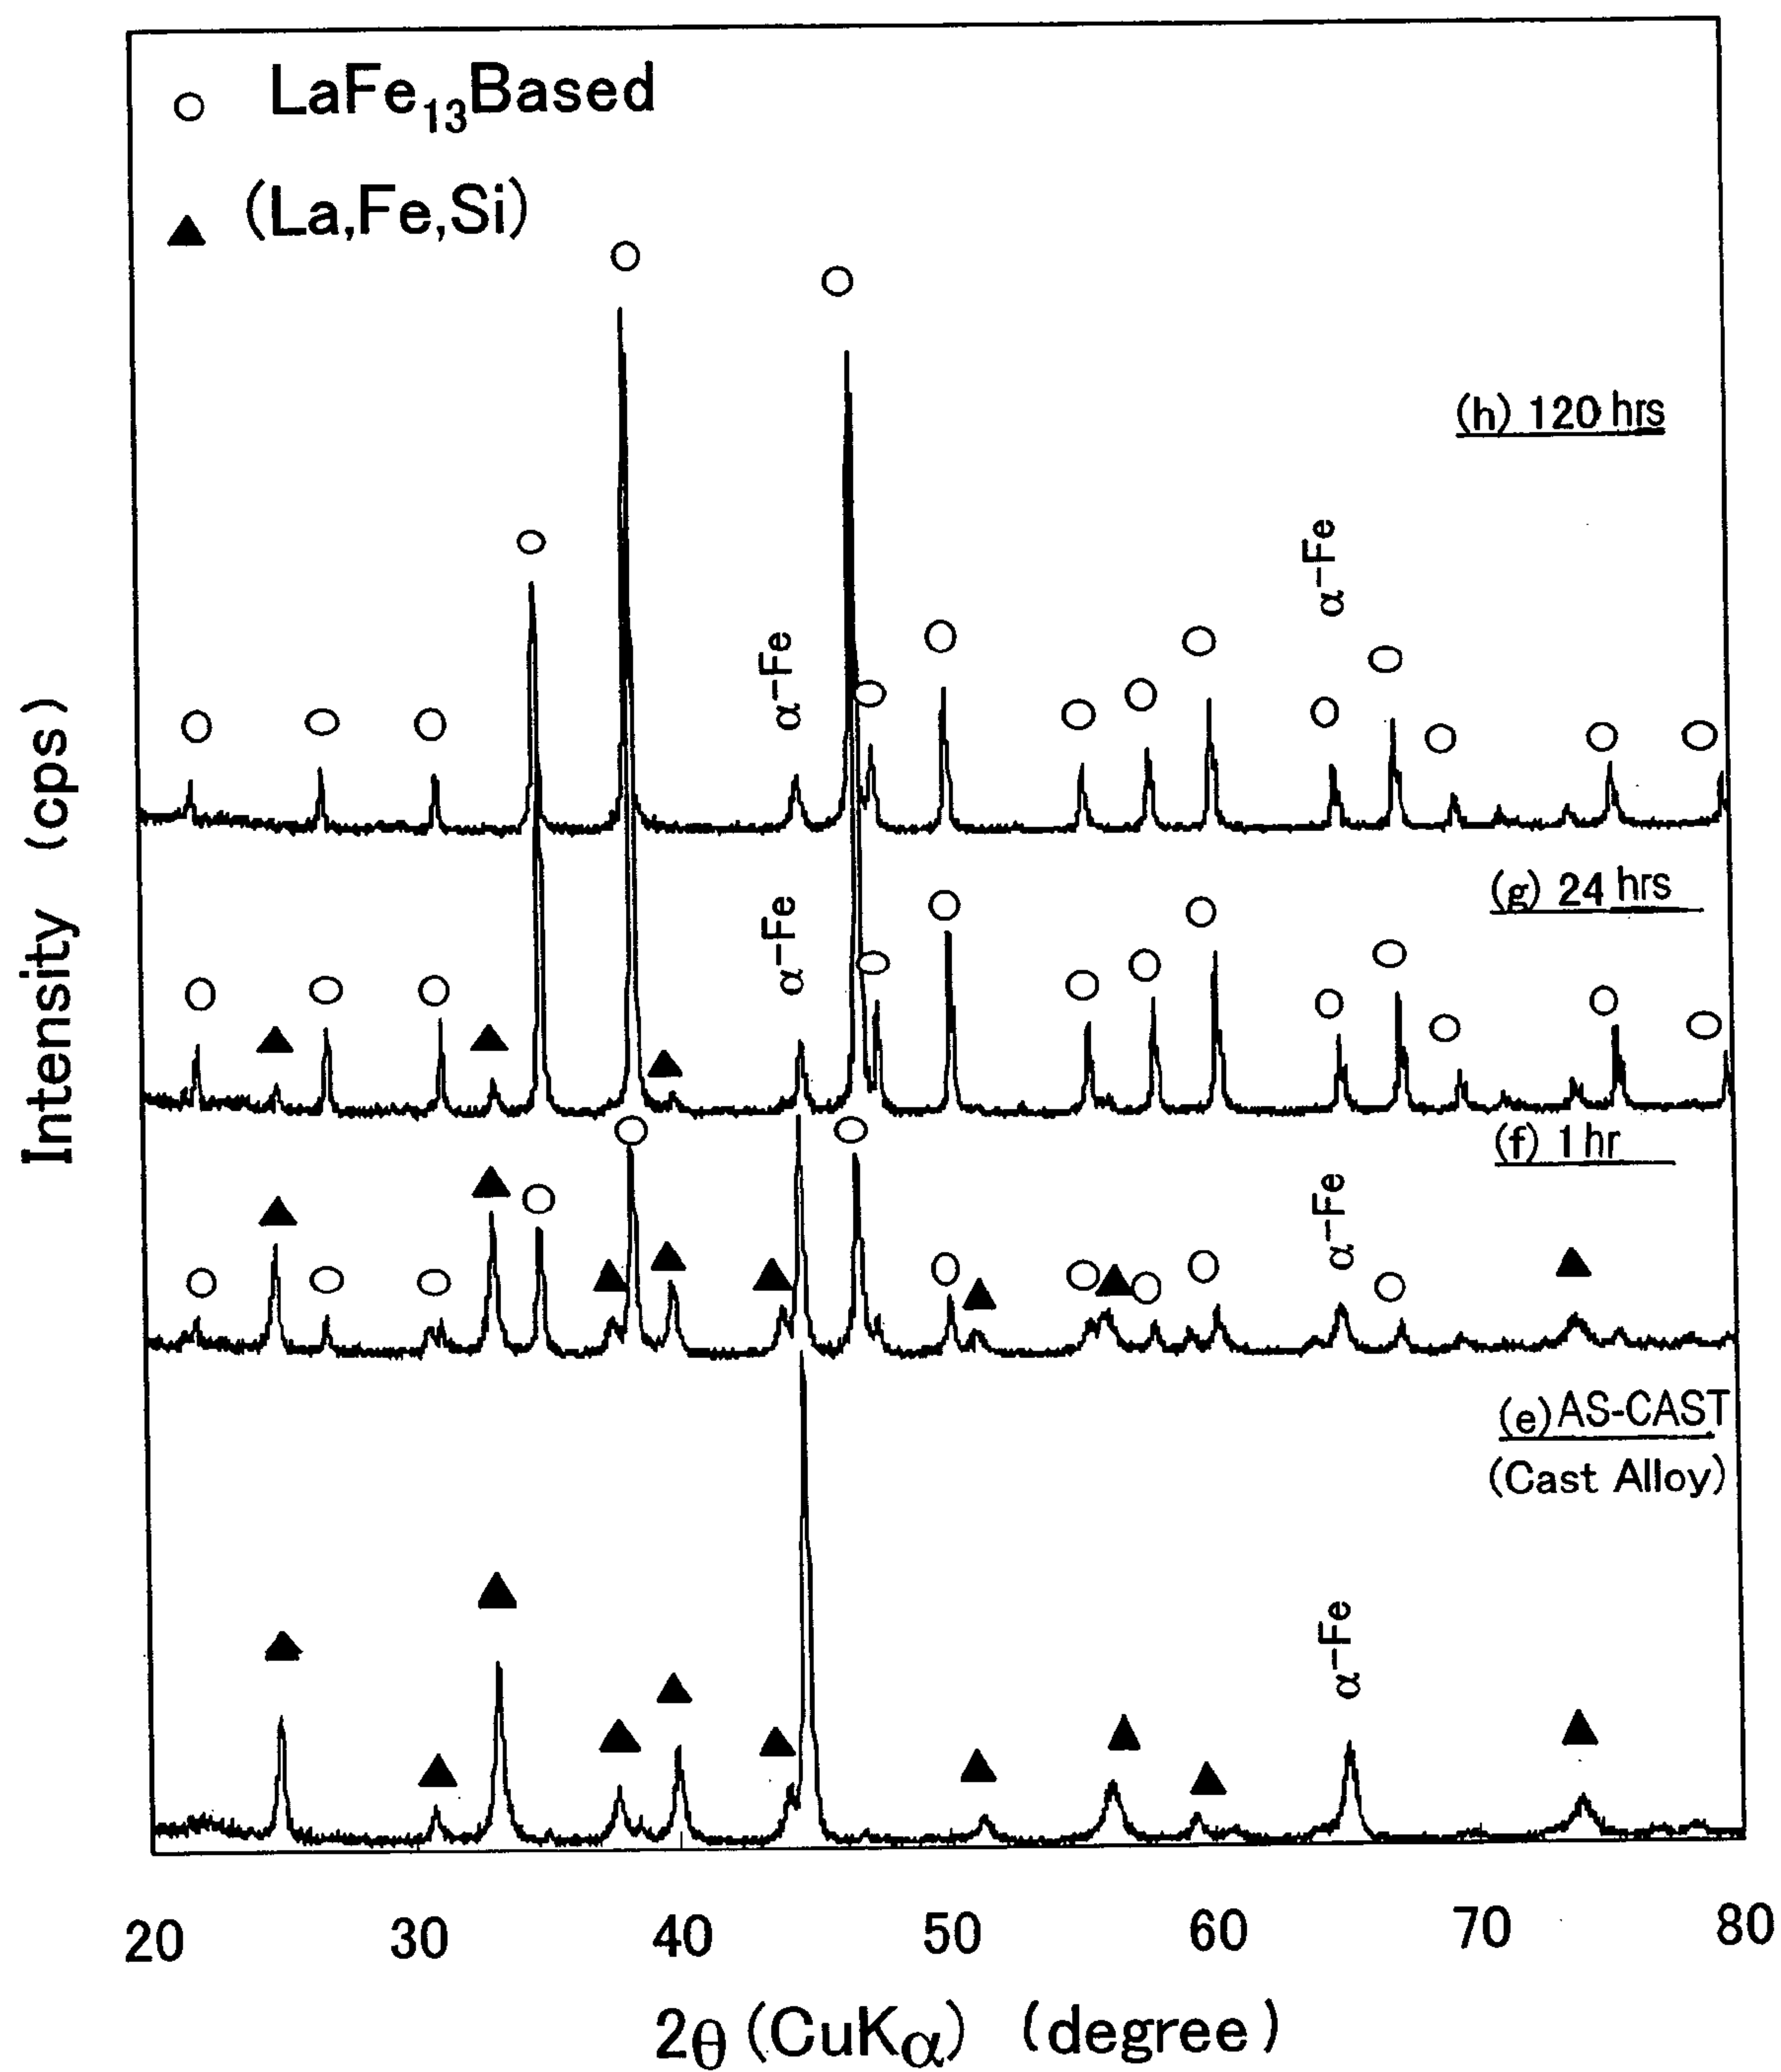 ○ LaFe₁₃Based
▲ (La,Fe,Si)
(h) 120 hrs
α-Fe
α-Fe
(g) 24 hrs
α-Fe
(f) 1 hr
α-Fe
(e) AS-CAST
(Cast Alloy)
α-Fe
Intensity (cps)
20 30 40 50 60 70 80
2θ (CuKα) (degree)